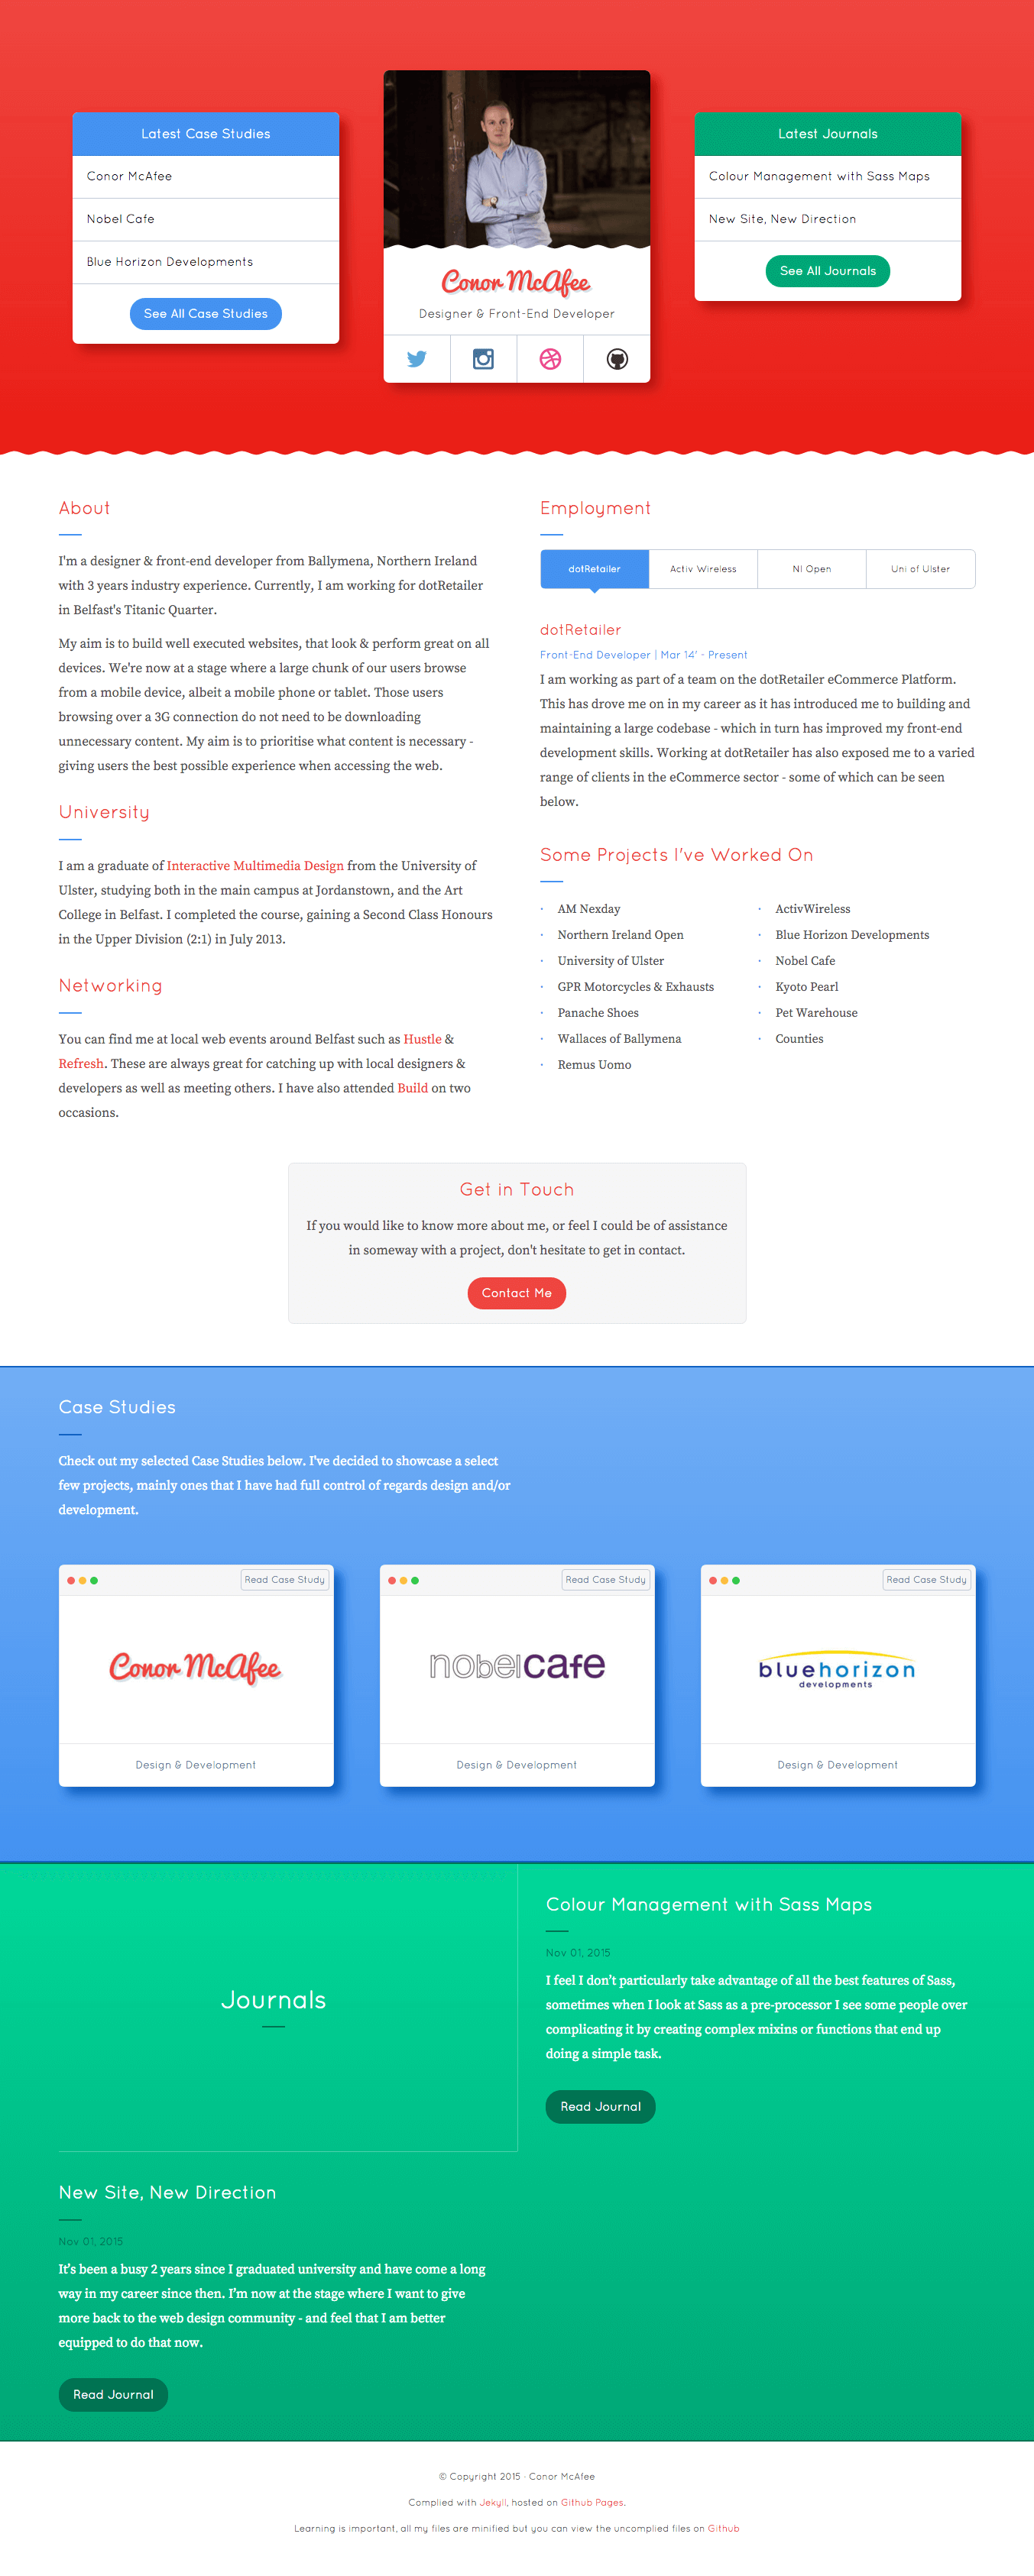 Latest Case Studies
Conor McAfee
Nobel Cafe
Blue Horizon Developments
See All Case Studies
Conor McAfee
Designer & Front-End Developer
Latest Journals
Colour Management with Sass Maps
New Site, New Direction
See All Journals
About
I'm a designer & front-end developer from Ballymena, Northern Ireland
with 3 years industry experience. Currently, I am working for dotRetailer
in Belfast's Titanic Quarter.
My aim is to build well executed websites, that look & perform great on all
devices. We're now at a stage where a large chunk of our users browse
from a mobile device, albeit a mobile phone or tablet. Those users
browsing over a 3G connection do not need to be downloading
unnecessary content. My aim is to prioritise what content is necessary -
giving users the best possible experience when accessing the web.
University
I am a graduate of Interactive Multimedia Design from the University of
Ulster, studying both in the main campus at Jordanstown, and the Art
College in Belfast. I completed the course, gaining a Second Class Honours
in the Upper Division (2:1) in July 2013.
Networking
You can find me at local web events around Belfast such as Hustle &
Refresh. These are always great for catching up with local designers &
developers as well as meeting others. I have also attended Build on two
occasions.
Employment
dotRetailer
Activ Wireless
NI Open
Uni of Ulster
dotRetailer
Front-End Developer | Mar 14' - Present
I am working as part of a team on the dotRetailer eCommerce Platform.
This has drove me on in my career as it has introduced me to building and
maintaining a large codebase - which in turn has improved my front-end
development skills. Working at dotRetailer has also exposed me to a varied
range of clients in the eCommerce sector - some of which can be seen
below.
Some Projects I've Worked On
AM Nexday
Northern Ireland Open
University of Ulster
GPR Motorcycles & Exhausts
Panache Shoes
Wallaces of Ballymena
Remus Uomo
ActivWireless
Blue Horizon Developments
Nobel Cafe
Kyoto Pearl
Pet Warehouse
Counties
Get in Touch
If you would like to know more about me, or feel I could be of assistance
in someway with a project, don't hesitate to get in contact.
Contact Me
Case Studies
Check out my selected Case Studies below. I've decided to showcase a select
few projects, mainly ones that I have had full control of regards design and/or
development.
Read Case Study
Conor McAfee
Design & Development
Read Case Study
nobelcafe
Design & Development
Read Case Study
bluehorizon
developments
Design & Development
Journals
Colour Management with Sass Maps
Nov 01, 2015
I feel I don’t particularly take advantage of all the best features of Sass,
sometimes when I look at Sass as a pre-processor I see some people over
complicating it by creating complex mixins or functions that end up
doing a simple task.
Read Journal
New Site, New Direction
Nov 01, 2015
It’s been a busy 2 years since I graduated university and have come a long
way in my career since then. I’m now at the stage where I want to give
more back to the web design community - and feel that I am better
equipped to do that now.
Read Journal
© Copyright 2015 · Conor McAfee
Complied with Jekyll, hosted on Github Pages.
Learning is important, all my files are minified but you can view the uncomplied files on Github